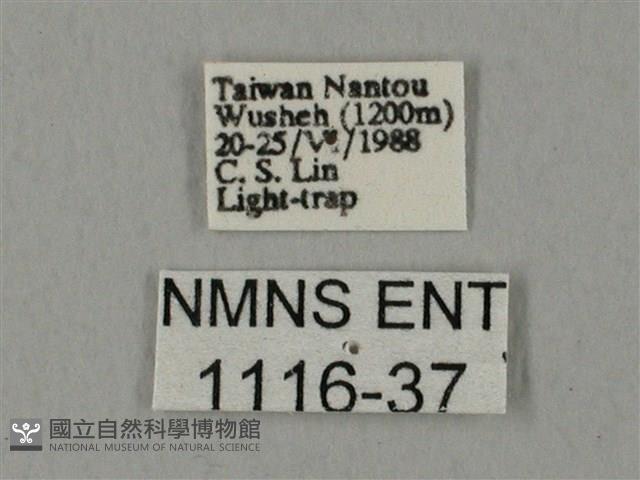 Taiwan Nantou
Wusheh (1200m)
20-25/ /1988
C. S. Lin
Light-trap
NMNS ENT
1116-37
國立自然科學博物館
NATIONAL MUSEUM OF NATURAL SCIENCE